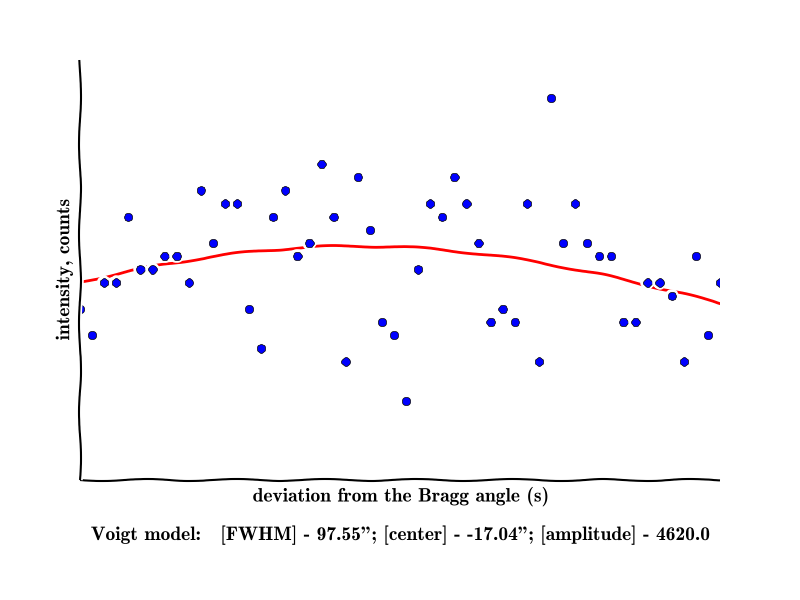 intensity, counts
deviation from the Bragg angle (s)
Voigt model: [FWHM] - 97.55”; [center] - -17.04”; [amplitude] - 4620.0